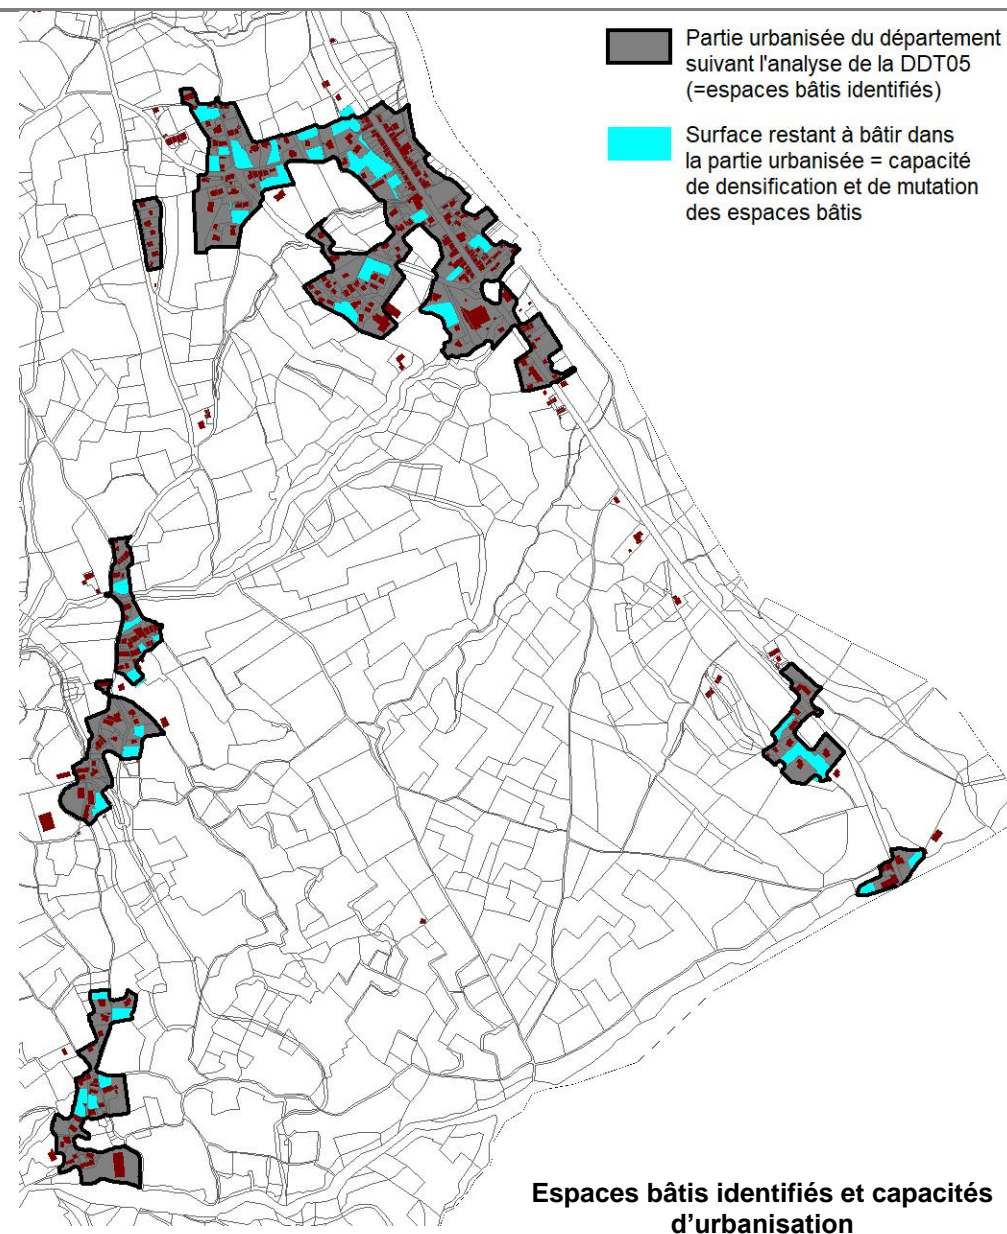 Partie urbanisée du département
suivant l'analyse de la DDT05
(=espaces bâtis identifiés)
Surface restant à bâtir dans
la partie urbanisée = capacité
de densification et de mutation
des espaces bâtis
Espaces bâtis identifiés et capacités
d’urbanisation